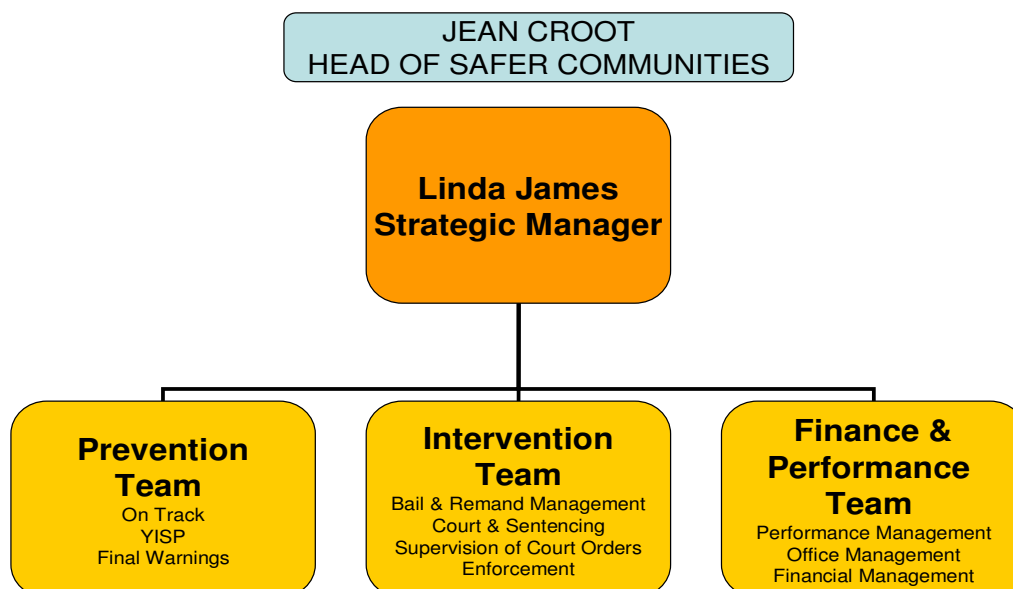 JEAN CROOT
HEAD OF SAFER COMMUNITIES
Linda James
Strategic Manager
Prevention
Team
On Track
YISP
Final Warnings
Intervention
Team
Bail & Remand Management
Court & Sentencing
Supervision of Court Orders
Enforcement
Finance &
Performance
Team
Performance Management
Office Management
Financial Management